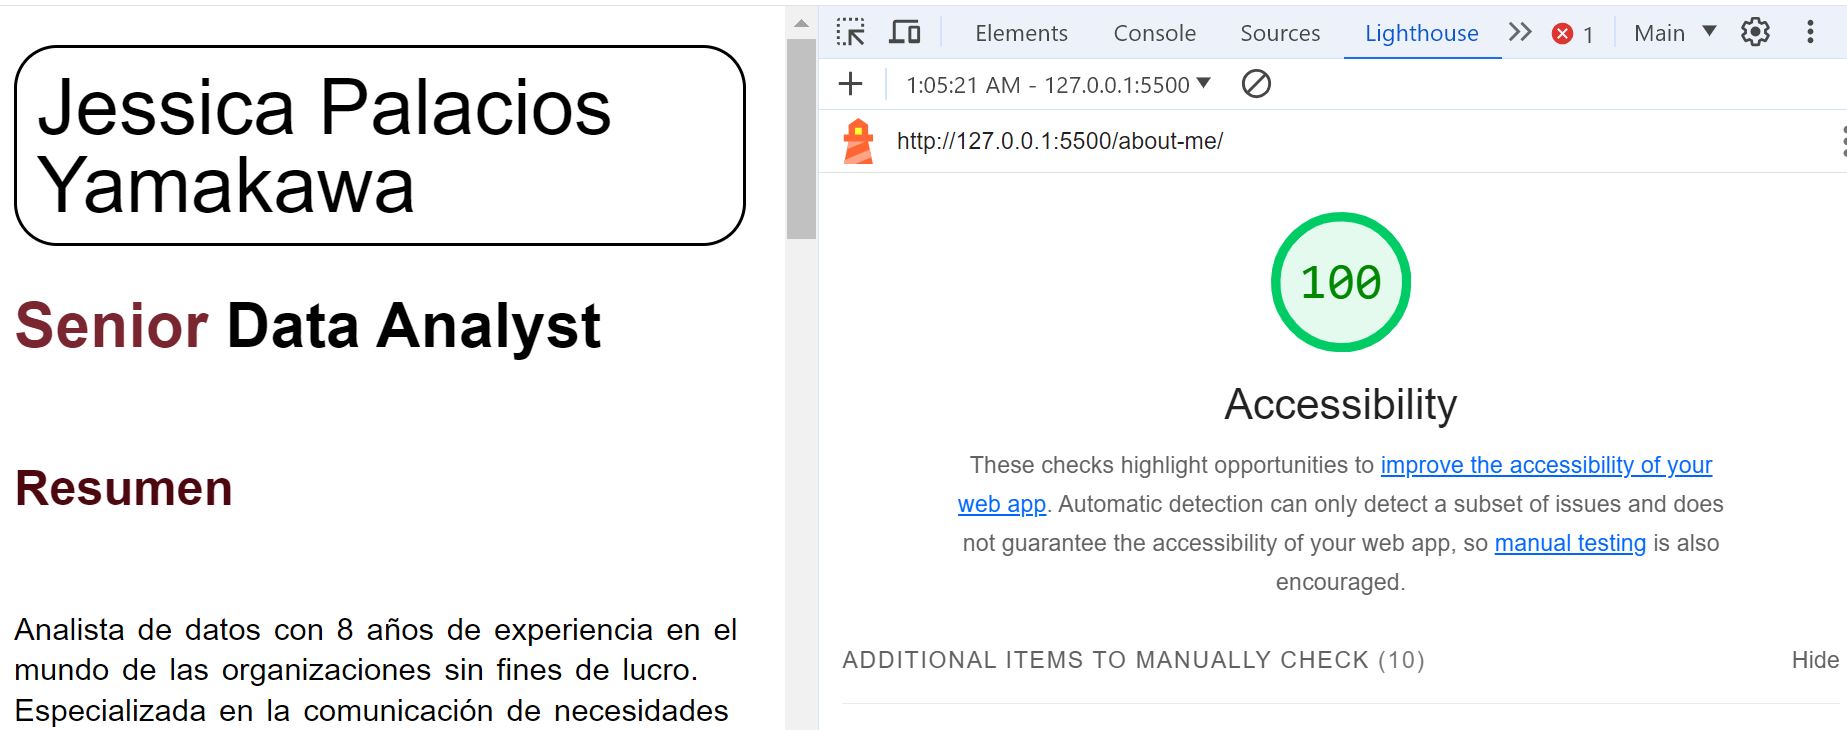 Jessica Palacios
Yamakawa
Senior Data Analyst
Resumen
Analista de datos con 8 años de experiencia en el
mundo de las organizaciones sin fines de lucro.
Especializada en la comunicación de necesidades
Elements Console Sources Lighthouse 1 Main
1:05:21 AM - 127.0.0.1:5500
http://127.0.0.1:5500/about-me/
100
Accessibility
These checks highlight opportunities to improve the accessibility of your
web app. Automatic detection can only detect a subset of issues and does
not guarantee the accessibility of your web app, so manual testing is also
encouraged.
ADDITIONAL ITEMS TO MANUALLY CHECK (10) Hide